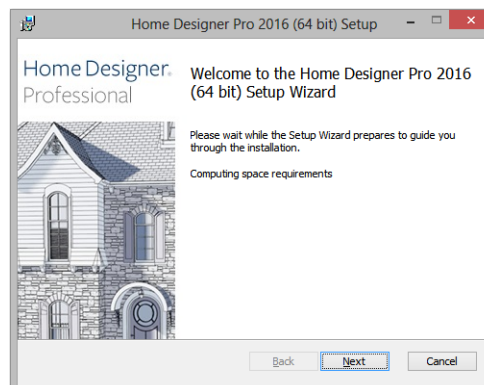 Home Designer Pro 2016 (64 bit) Setup
Home Designer.
Professional
Welcome to the Home Designer Pro 2016
(64 bit) Setup Wizard
Please wait while the Setup Wizard prepares to guide you
through the installation.
Computing space requirements
Back
Next
Cancel